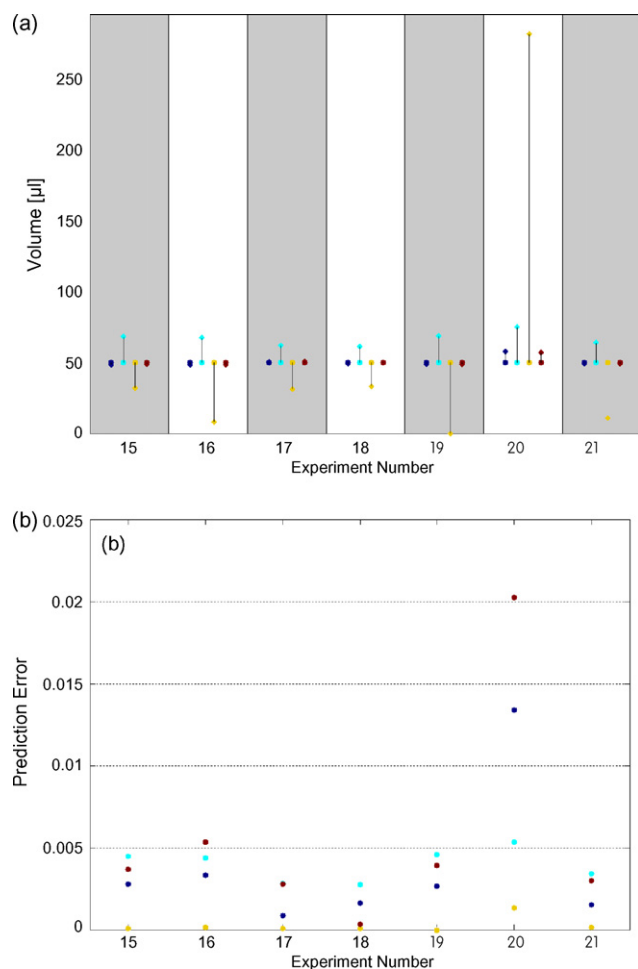 (a)
250
200
150
100
50
0
Volume [µl]
15 16 17 18 19 20 21
Experiment Number
(b)
(b)
0.025
0.02
0.015
0.01
0.005
0
Prediction Error
15 16 17 18 19 20 21
Experiment Number